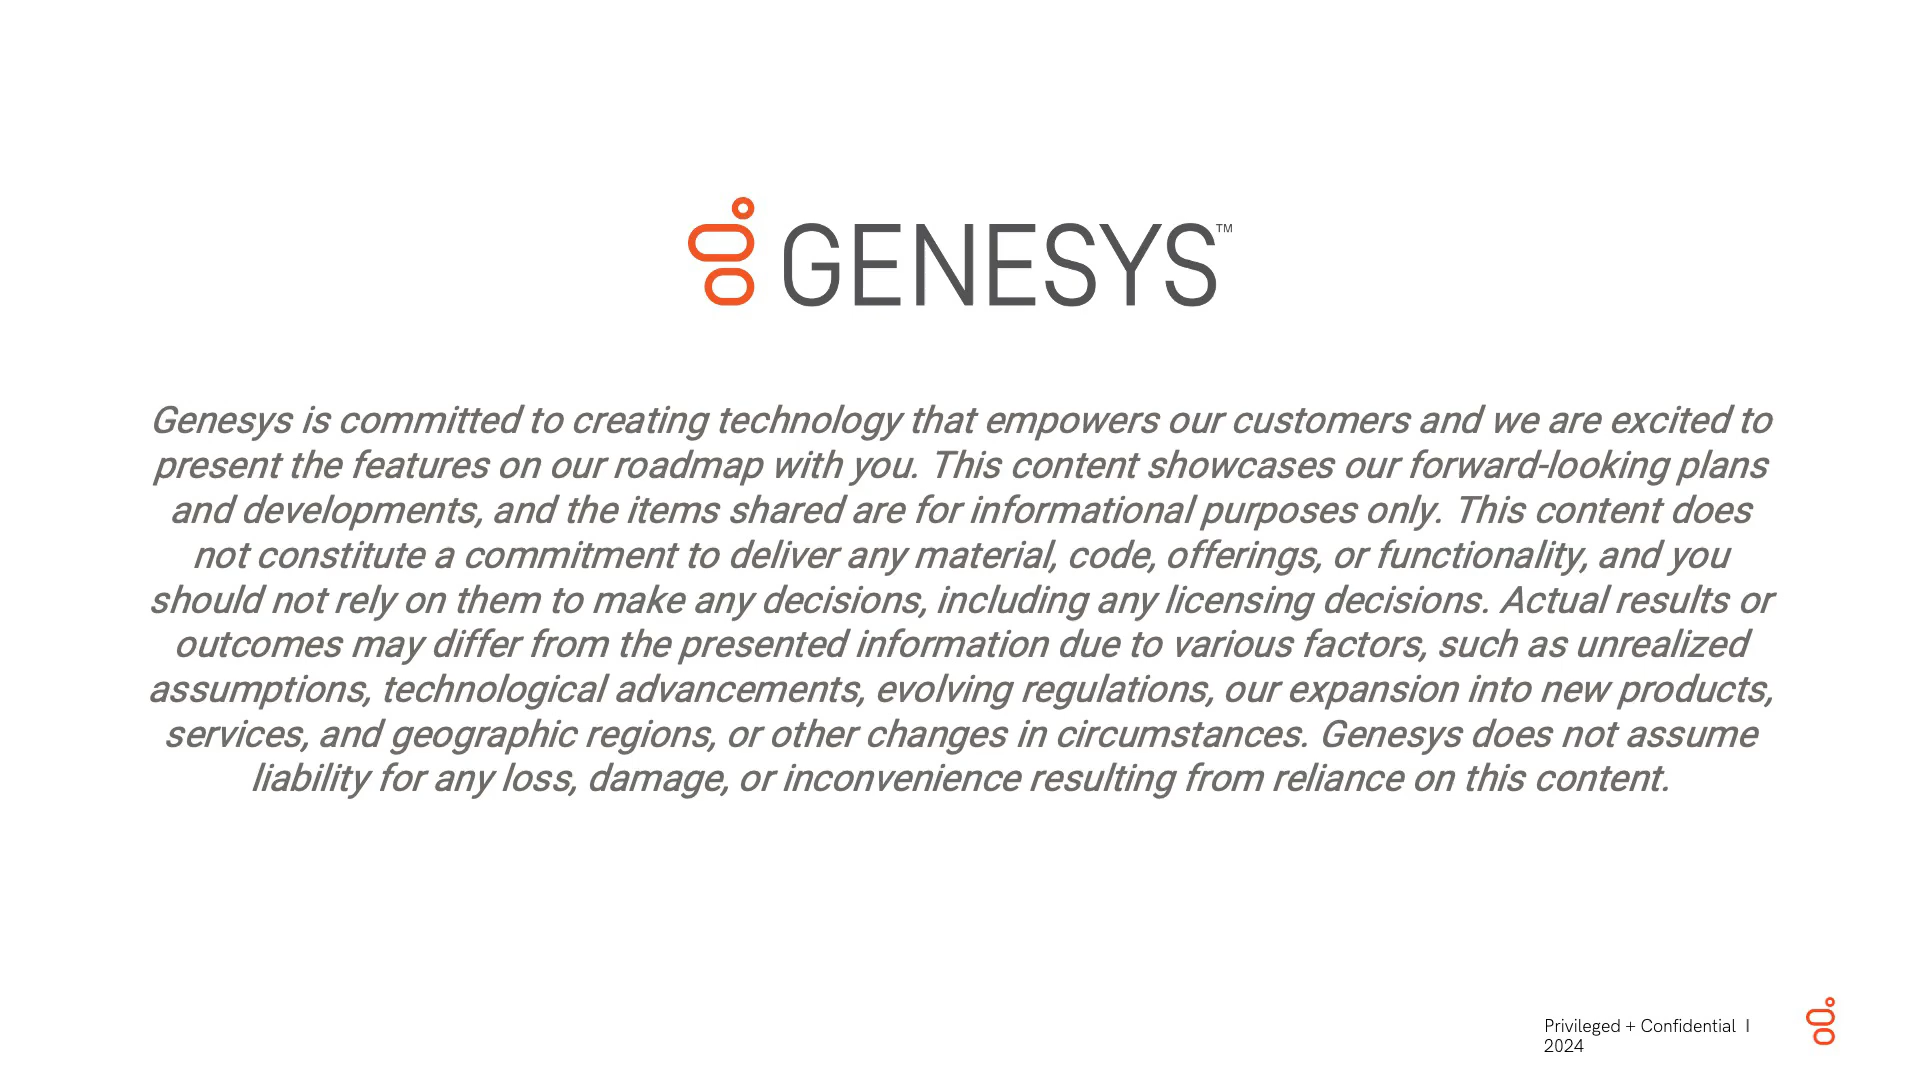 GENESYS™
Genesys is committed to creating technology that empowers our customers and we are excited to
present the features on our roadmap with you. This content showcases our forward-looking plans
and developments, and the items shared are for informational purposes only. This content does
not constitute a commitment to deliver any material, code, offerings, or functionality, and you
should not rely on them to make any decisions, including any licensing decisions. Actual results or
outcomes may differ from the presented information due to various factors, such as unrealized
assumptions, technological advancements, evolving regulations, our expansion into new products,
services, and geographic regions, or other changes in circumstances. Genesys does not assume
liability for any loss, damage, or inconvenience resulting from reliance on this content.
Privileged + Confidential I
2024